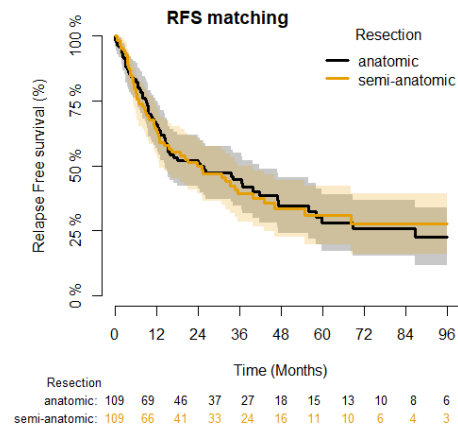 RFS matching
Resection
anatomic
semi-anatomic
Relapse Free survival (%)
100 %
75 %
50 %
25 %
0 %
0 12 24 36 48 60 72 84 96
Time (Months)
Resection
anatomic: 109 69 46 37 27 18 15 13 10 8 6
semi-anatomic: 109 66 41 33 24 16 11 10 6 4 3